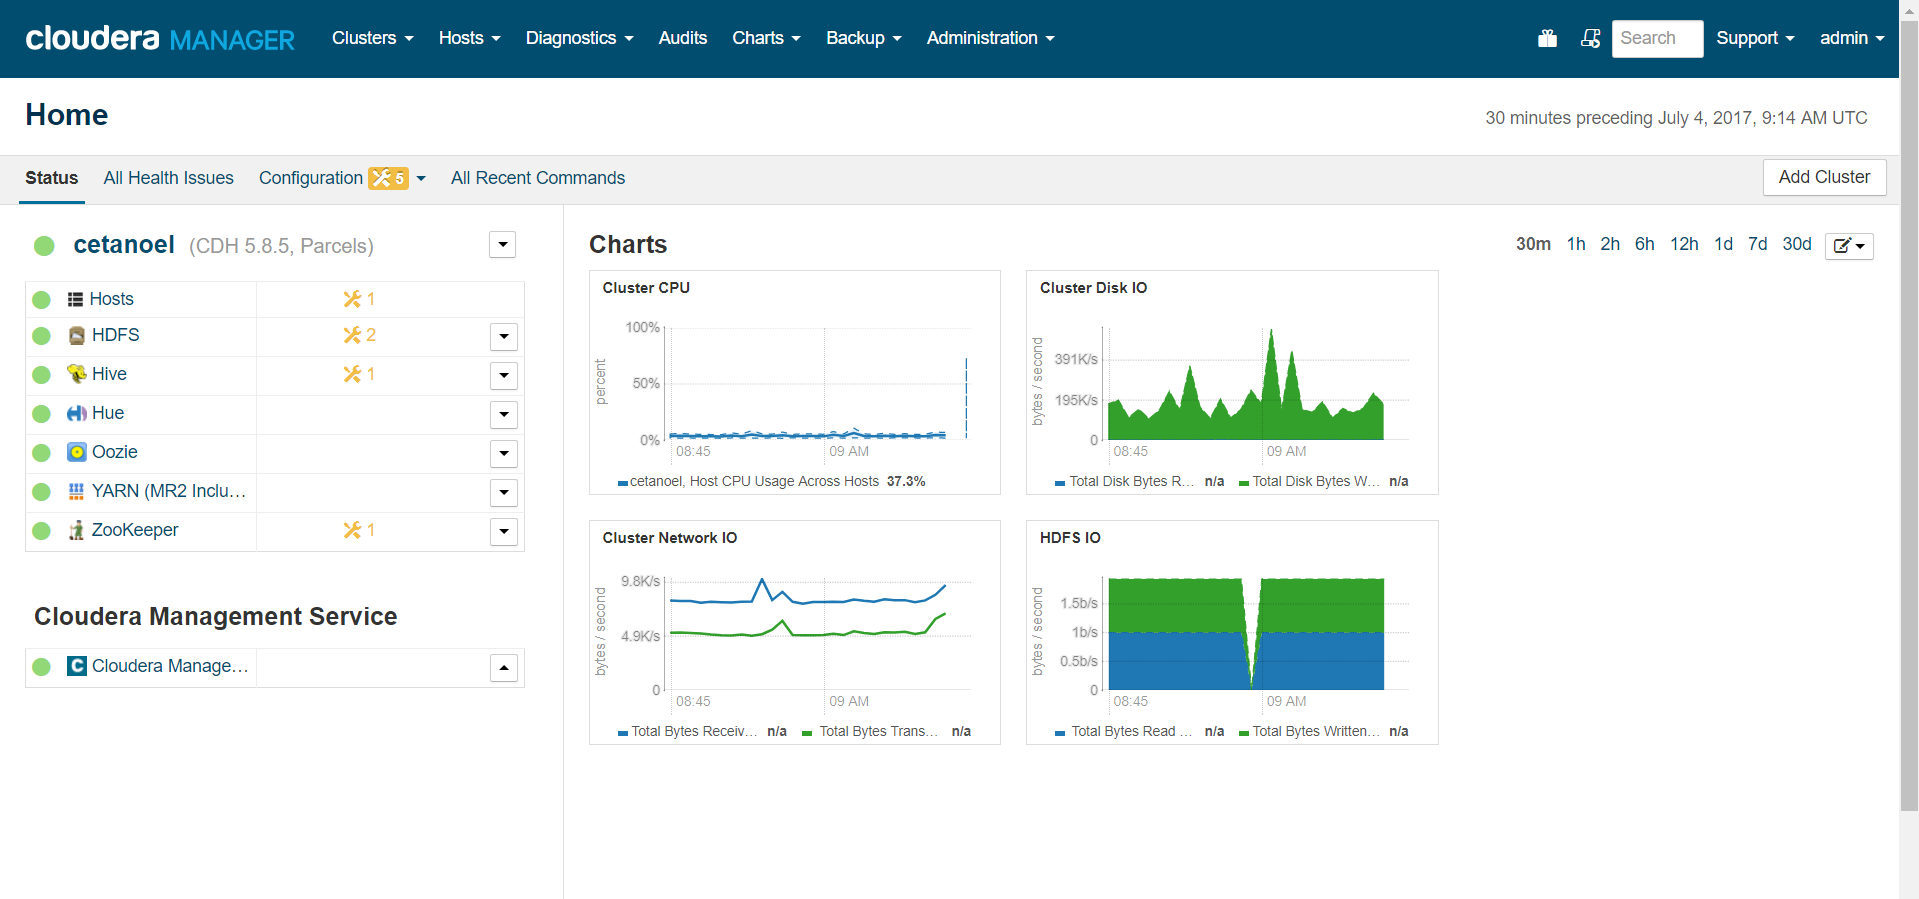 cloudera MANAGER Clusters Hosts Diagnostics Audits Charts Backup Administration Search Support admin
Home
30 minutes preceding July 4, 2017, 9:14 AM UTC
Status All Health Issues Configuration 5 All Recent Commands Add Cluster
cetanoel (CDH 5.8.5, Parcels)
Hosts 1
HDFS 2
Hive 1
Hue
Oozie
YARN (MR2 Inclu...
ZooKeeper 1
Cloudera Management Service
C Cloudera Manage...
Charts
30m 1h 2h 6h 12h 1d 7d 30d
Cluster CPU
percent
100%
50%
0%
08:45 09 AM
cetanoel, Host CPU Usage Across Hosts 37.3%
Cluster Disk IO
bytes / second
391K/s
195K/s
0
08:45 09 AM
Total Disk Bytes R... n/a Total Disk Bytes W... n/a
Cluster Network IO
bytes / second
9.8K/s
4.9K/s
0
08:45 09 AM
Total Bytes Receiv... n/a Total Bytes Trans... n/a
HDFS IO
bytes / second
1.5b/s
1b/s
0.5b/s
0
08:45 09 AM
Total Bytes Read ... n/a Total Bytes Written... n/a